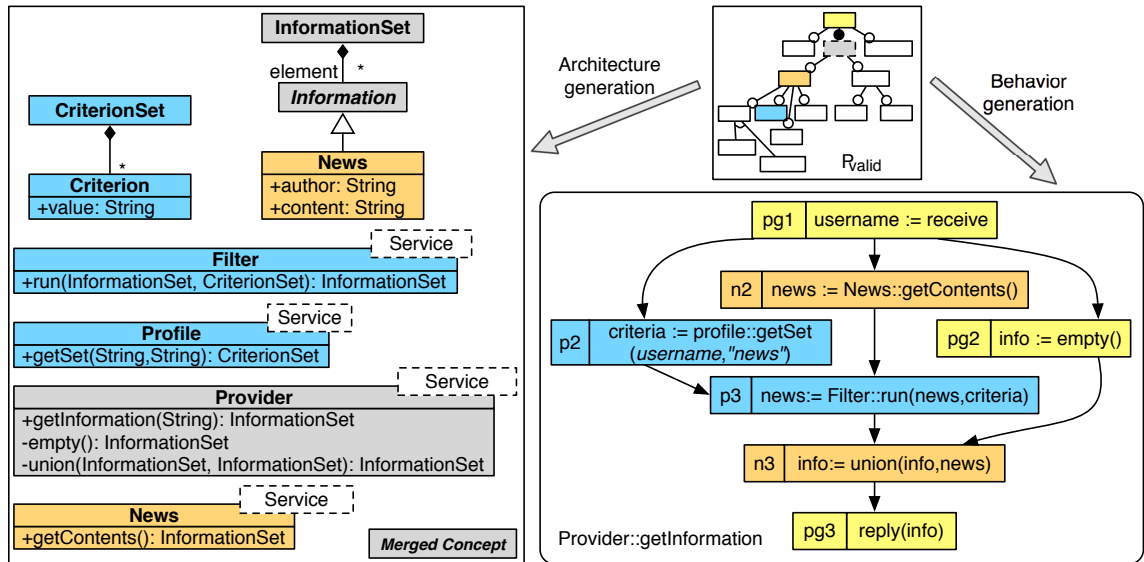 InformationSet
element
*
Information
CriterionSet
*
Criterion
+value: String
News
+author: String
+content: String
Service
Filter
+run(InformationSet, CriterionSet): InformationSet
Service
Profile
+getSet(String,String): CriterionSet
Service
Provider
+getInformation(String): InformationSet
-empty(): InformationSet
-union(InformationSet, InformationSet): InformationSet
Service
News
+getContents(): InformationSet
Merged Concept
Architecture
generation
Pvalid
Behavior
generation
pg1 username := receive
n2 news := News::getContents()
p2 criteria := profile::getSet
(username,"news")
pg2 info := empty()
p3 news:= Filter::run(news,criteria)
n3 info:= union(info,news)
pg3 reply(info)
Provider::getInformation